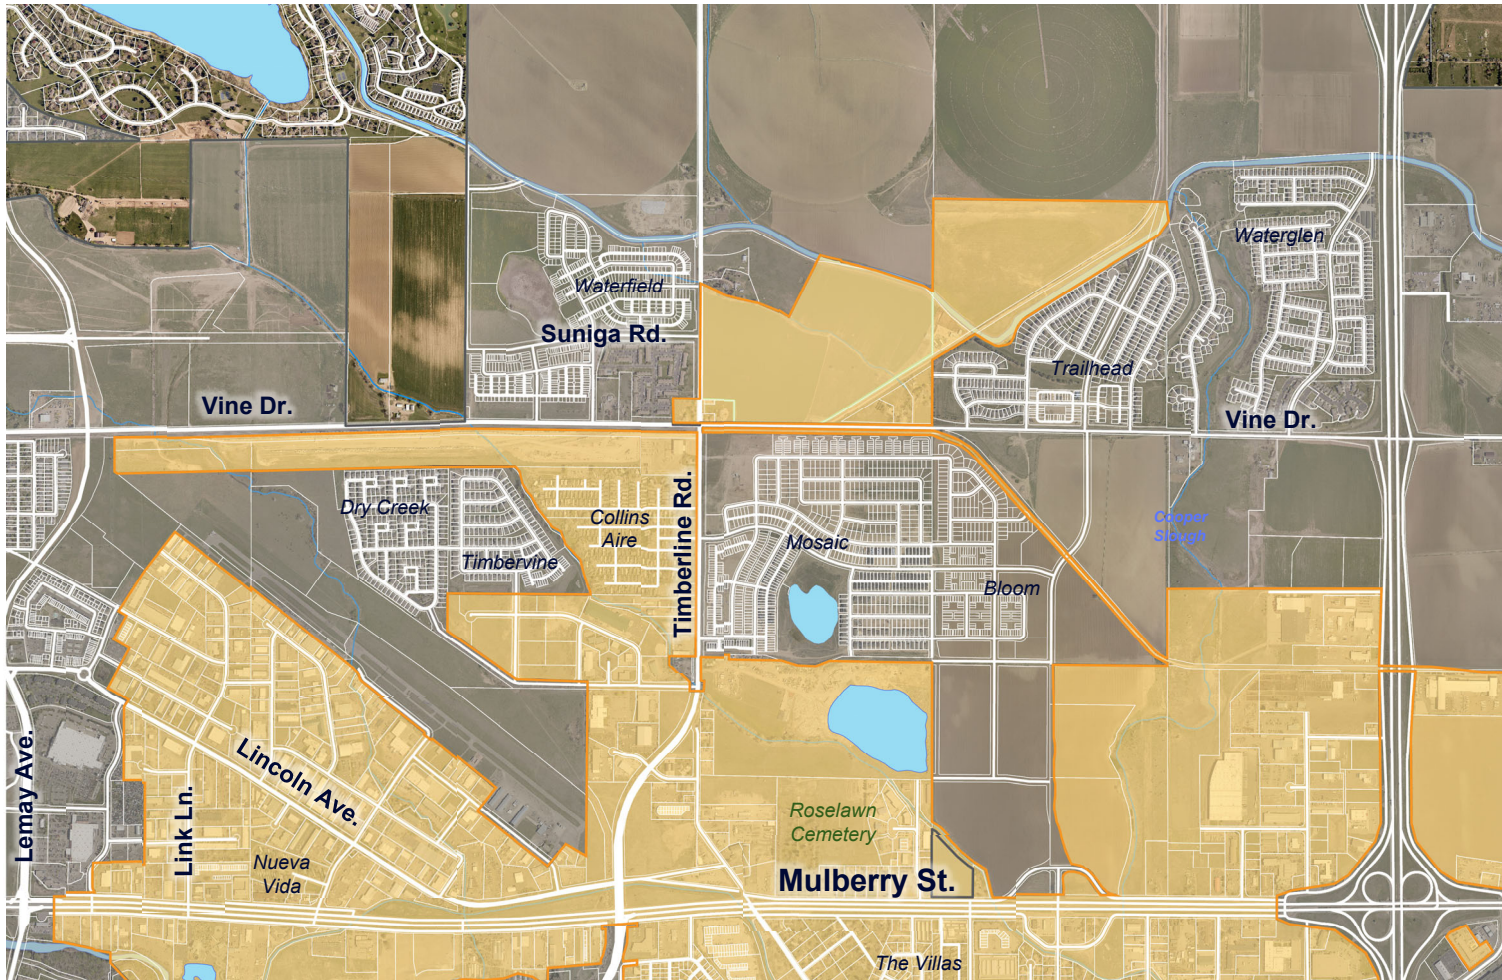 Waterglen
Waterfield
Suniga Rd.
Trailhead
Vine Dr.
Vine Dr.
Dry Creek
Timbervine
Collins
Aire
Timberline Rd.
Mosaic
Bloom
Cooper
Slough
Lemay Ave.
Link Ln.
Lincoln Ave.
Nueva
Vida
Roselawn
Cemetery
Mulberry St.
The Villas